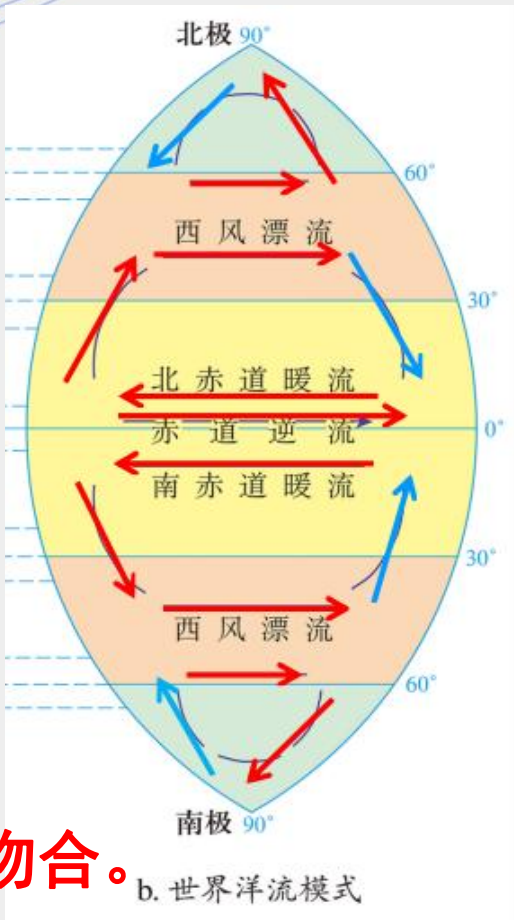 北极 90°
60°
西风漂流
30°
北赤道暖流
赤道逆流
0°
南赤道暖流
30°
西风漂流
60°
南极 90°
吻合。
b. 世界洋流模式